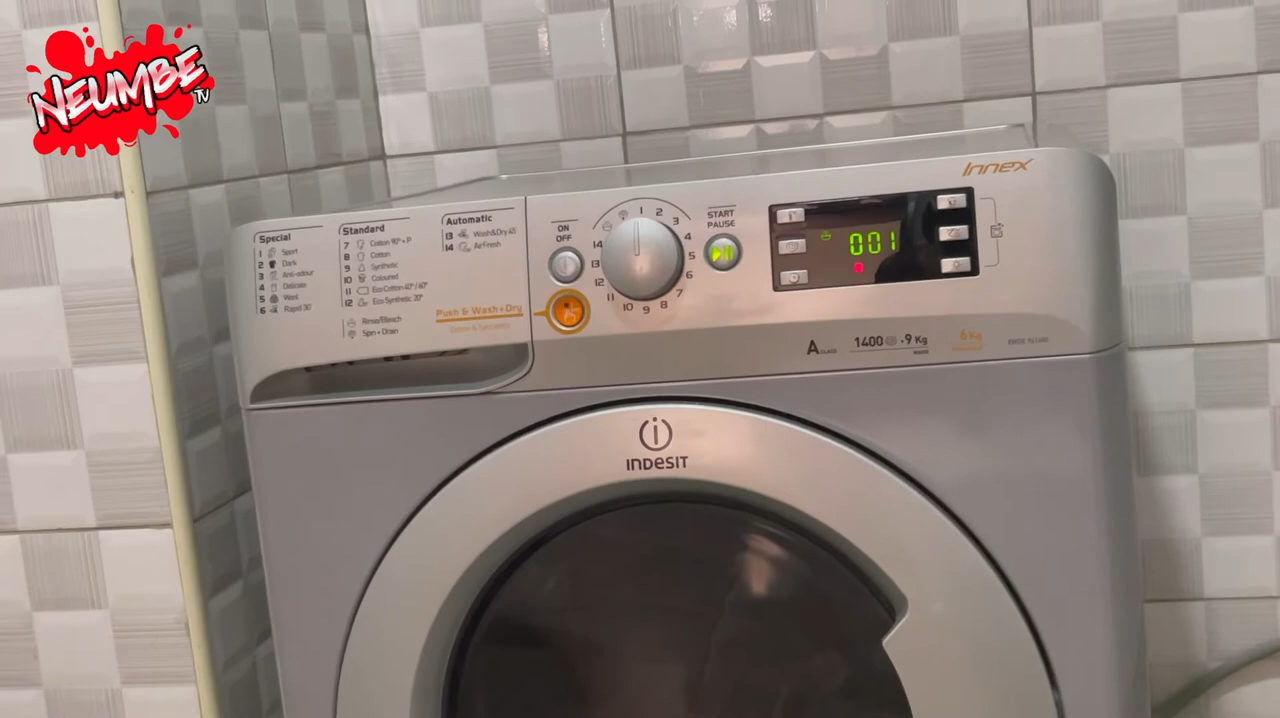 NEUMBE TV
Innex
Special
1 Sport
2 Dark
3 Anti-odour
4 Delicate
5 Wool
6 Rapid 30'
Standard
7 Cotton 90°+P
8 Cotton
9 Synthetic
10 Coloured
11 Eco Cotton 40°/60°
12 Eco Synthetic 20°
Rinse/Bleach
Spin+Drain
Automatic
13 Wash&Dry 45
14 AirFresh
Push & Wash+Dry
ON
OFF
1 2 3 4 5 6 7 8 9 10 11 12 13 14
START
PAUSE
001
A CLASS
1400 - 9 Kg
6 Kg
INDESIT